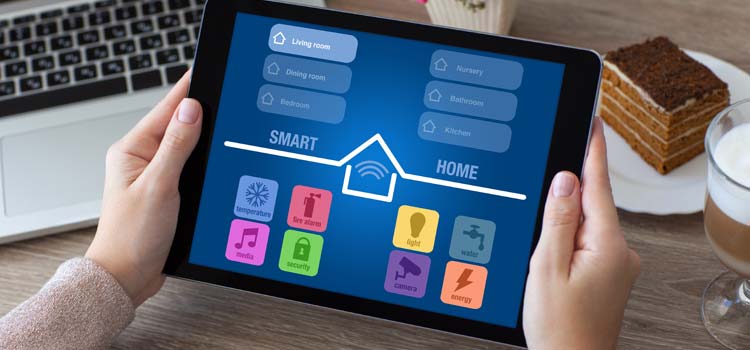 Living room
Dining room
Bedroom
Nursery
Bathroom
Kitchen
SMART
HOME
temperature
fire alarm
media
security
light
water
camera
energy